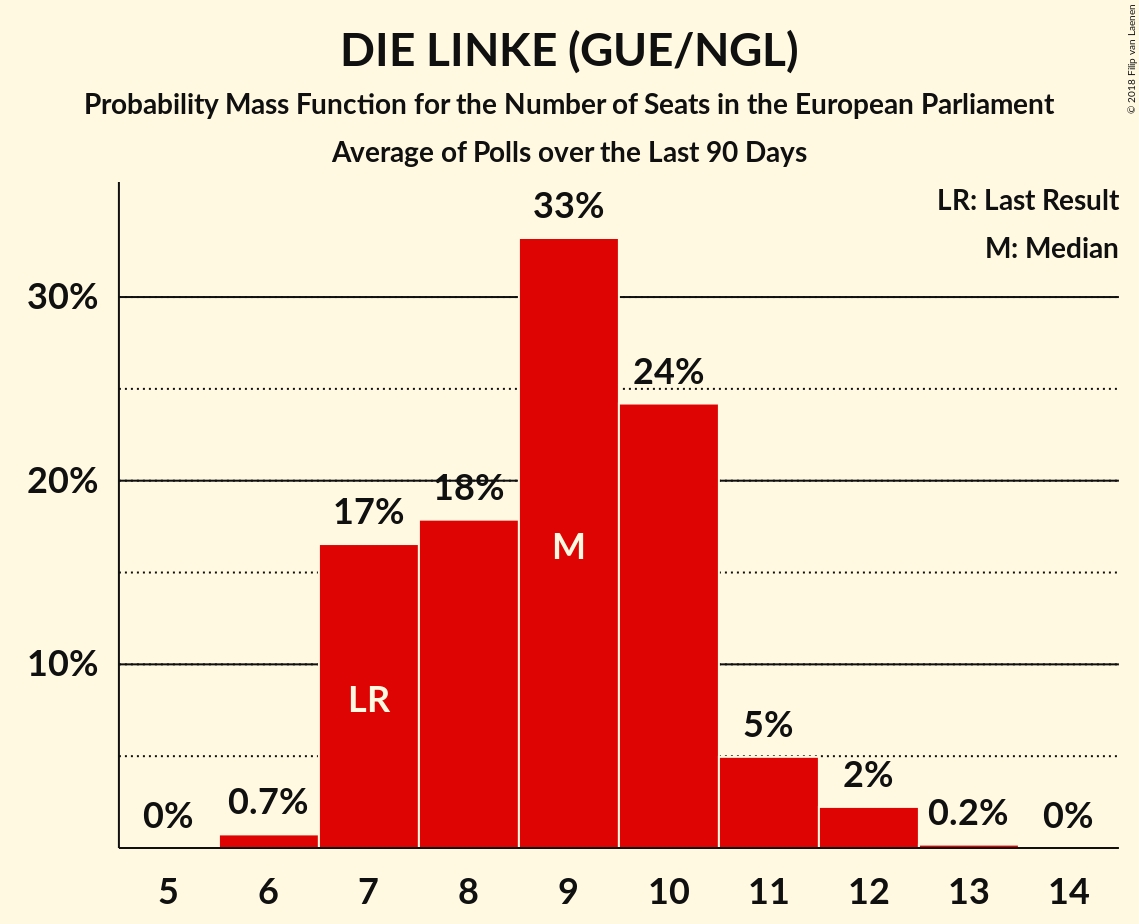 DIE LINKE (GUE/NGL)
Probability Mass Function for the Number of Seats in the European Parliament
Average of Polls over the Last 90 Days
© 2018 Filip van Laenen
LR: Last Result
M: Median
30%
20%
10%
0%
0.7%
17%
18%
33%
24%
5%
2%
0.2%
0%
LR
M
5 6 7 8 9 10 11 12 13 14